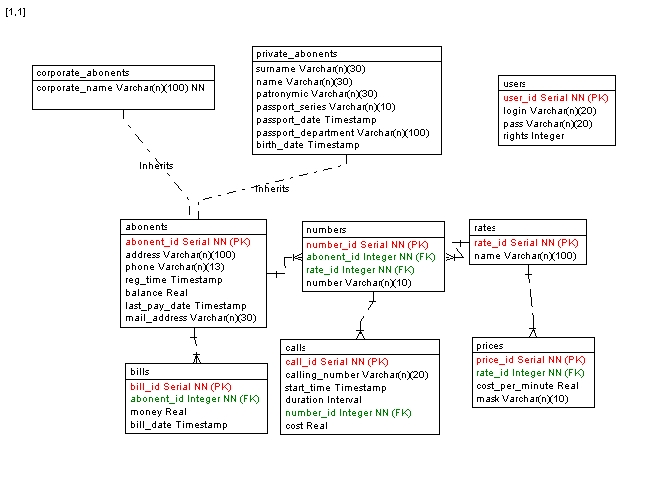 [1,1]
corporate_abonents
corporate_name Varchar(n)(100) NN
private_abonents
surname Varchar(n)(30)
name Varchar(n)(30)
patronymic Varchar(n)(30)
passport_series Varchar(n)(10)
passport_date Timestamp
passport_department Varchar(n)(100)
birth_date Timestamp
users
user_id Serial NN (PK)
login Varchar(n)(20)
pass Varchar(n)(20)
rights Integer
Inherits
Inherits
abonents
abonent_id Serial NN (PK)
address Varchar(n)(100)
phone Varchar(n)(13)
reg_time Timestamp
balance Real
last_pay_date Timestamp
mail_address Varchar(n)(30)
numbers
number_id Serial NN (PK)
abonent_id Integer NN (FK)
rate_id Integer NN (FK)
number Varchar(n)(10)
rates
rate_id Serial NN (PK)
name Varchar(n)(100)
bills
bill_id Serial NN (PK)
abonent_id Integer NN (FK)
money Real
bill_date Timestamp
calls
call_id Serial NN (PK)
calling_number Varchar(n)(20)
start_time Timestamp
duration Interval
number_id Integer NN (FK)
cost Real
prices
price_id Serial NN (PK)
rate_id Integer NN (FK)
cost_per_minute Real
mask Varchar(n)(10)